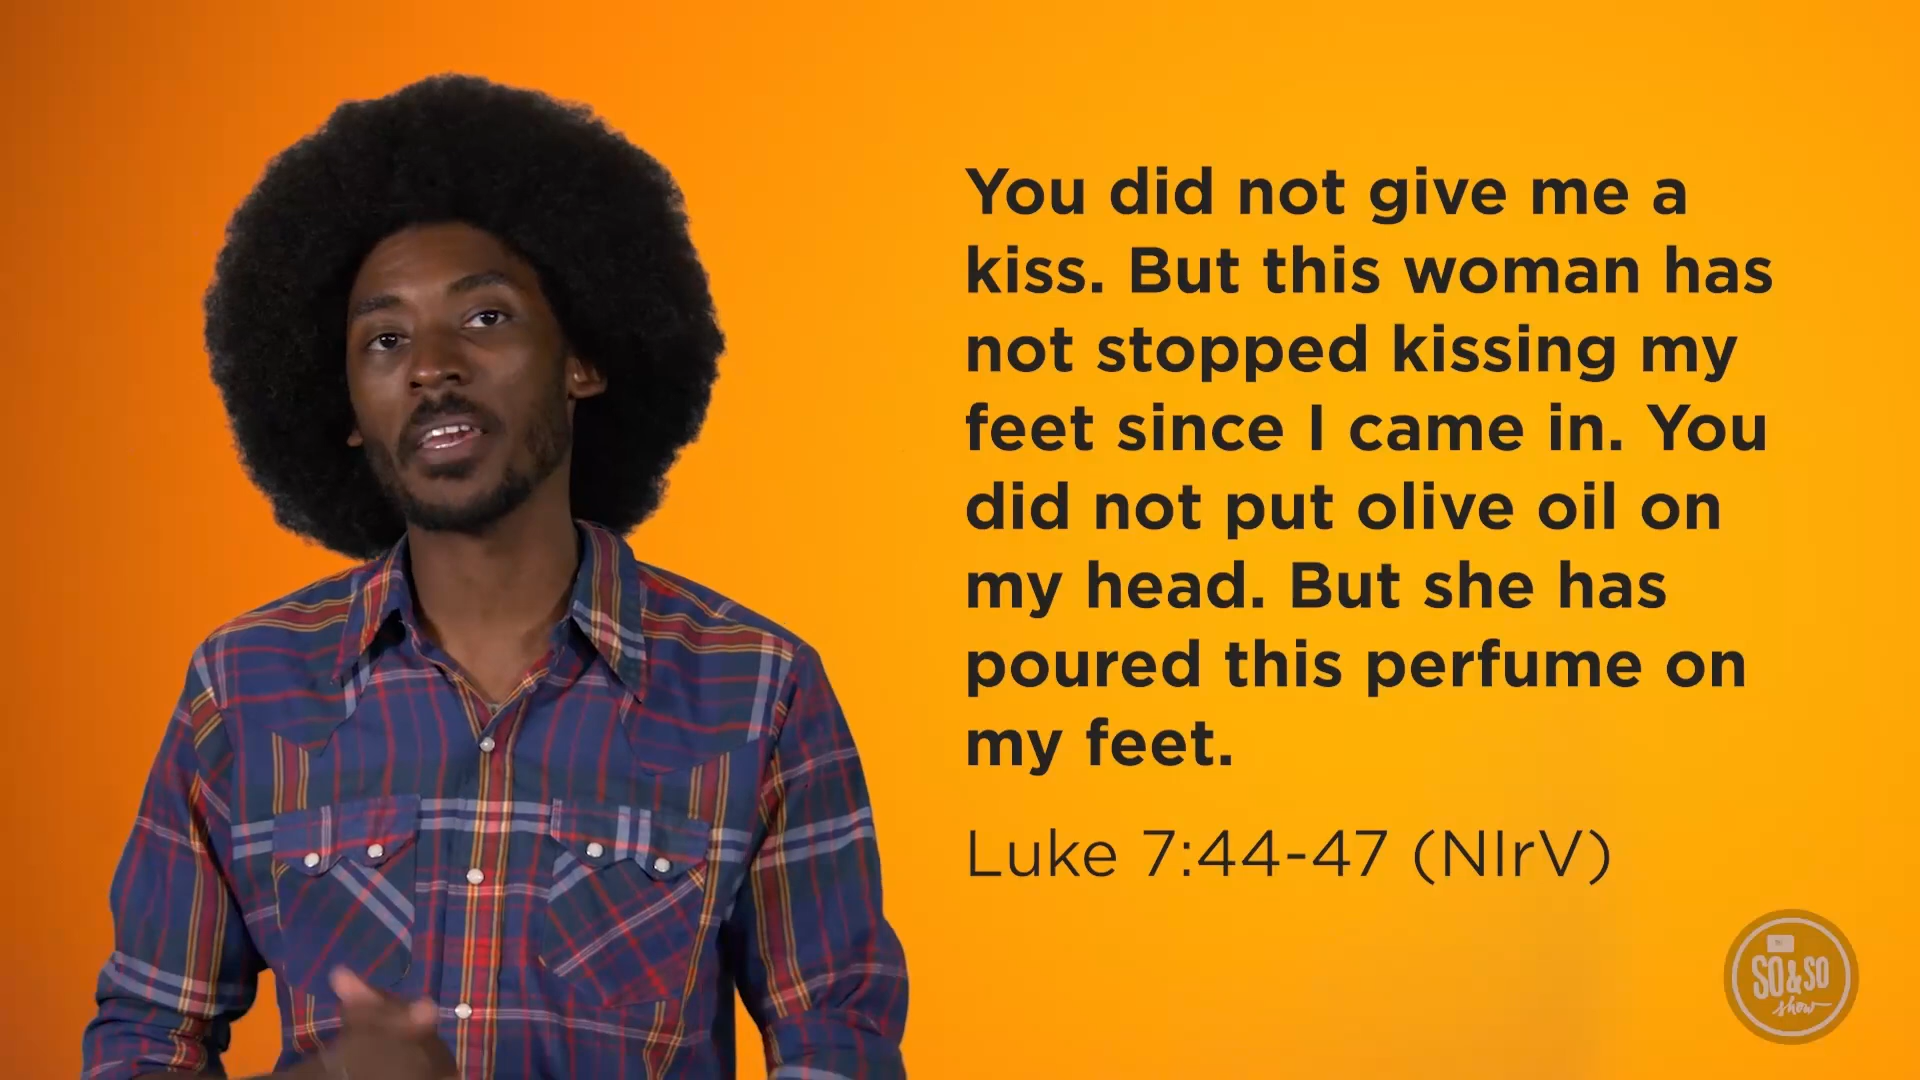 You did not give me a
kiss. But this woman has
not stopped kissing my
feet since I came in. You
did not put olive oil on
my head. But she has
poured this perfume on
my feet.
Luke 7:44-47 (NIrV)
SO & SO
show